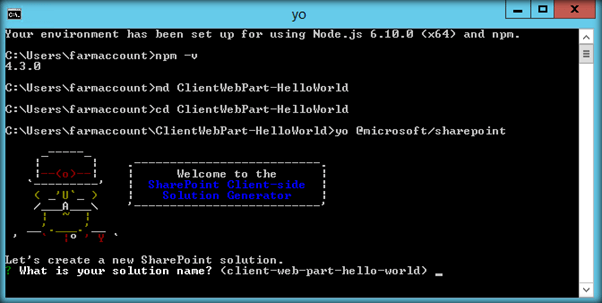 yo
Your environment has been set up for using Node.js 6.10.0 (x64) and npm.
C:\Users\farmaccount>npm -v
4.3.0
C:\Users\farmaccount>md ClientWebPart-HelloWorld
C:\Users\farmaccount>cd ClientWebPart-HelloWorld
C:\Users\farmaccount\ClientWebPart-HelloWorld>yo @microsoft/sharepoint
Welcome to the
SharePoint Client-side
Solution Generator
Let's create a new SharePoint solution.
? What is your solution name? (client-web-part-hello-world)